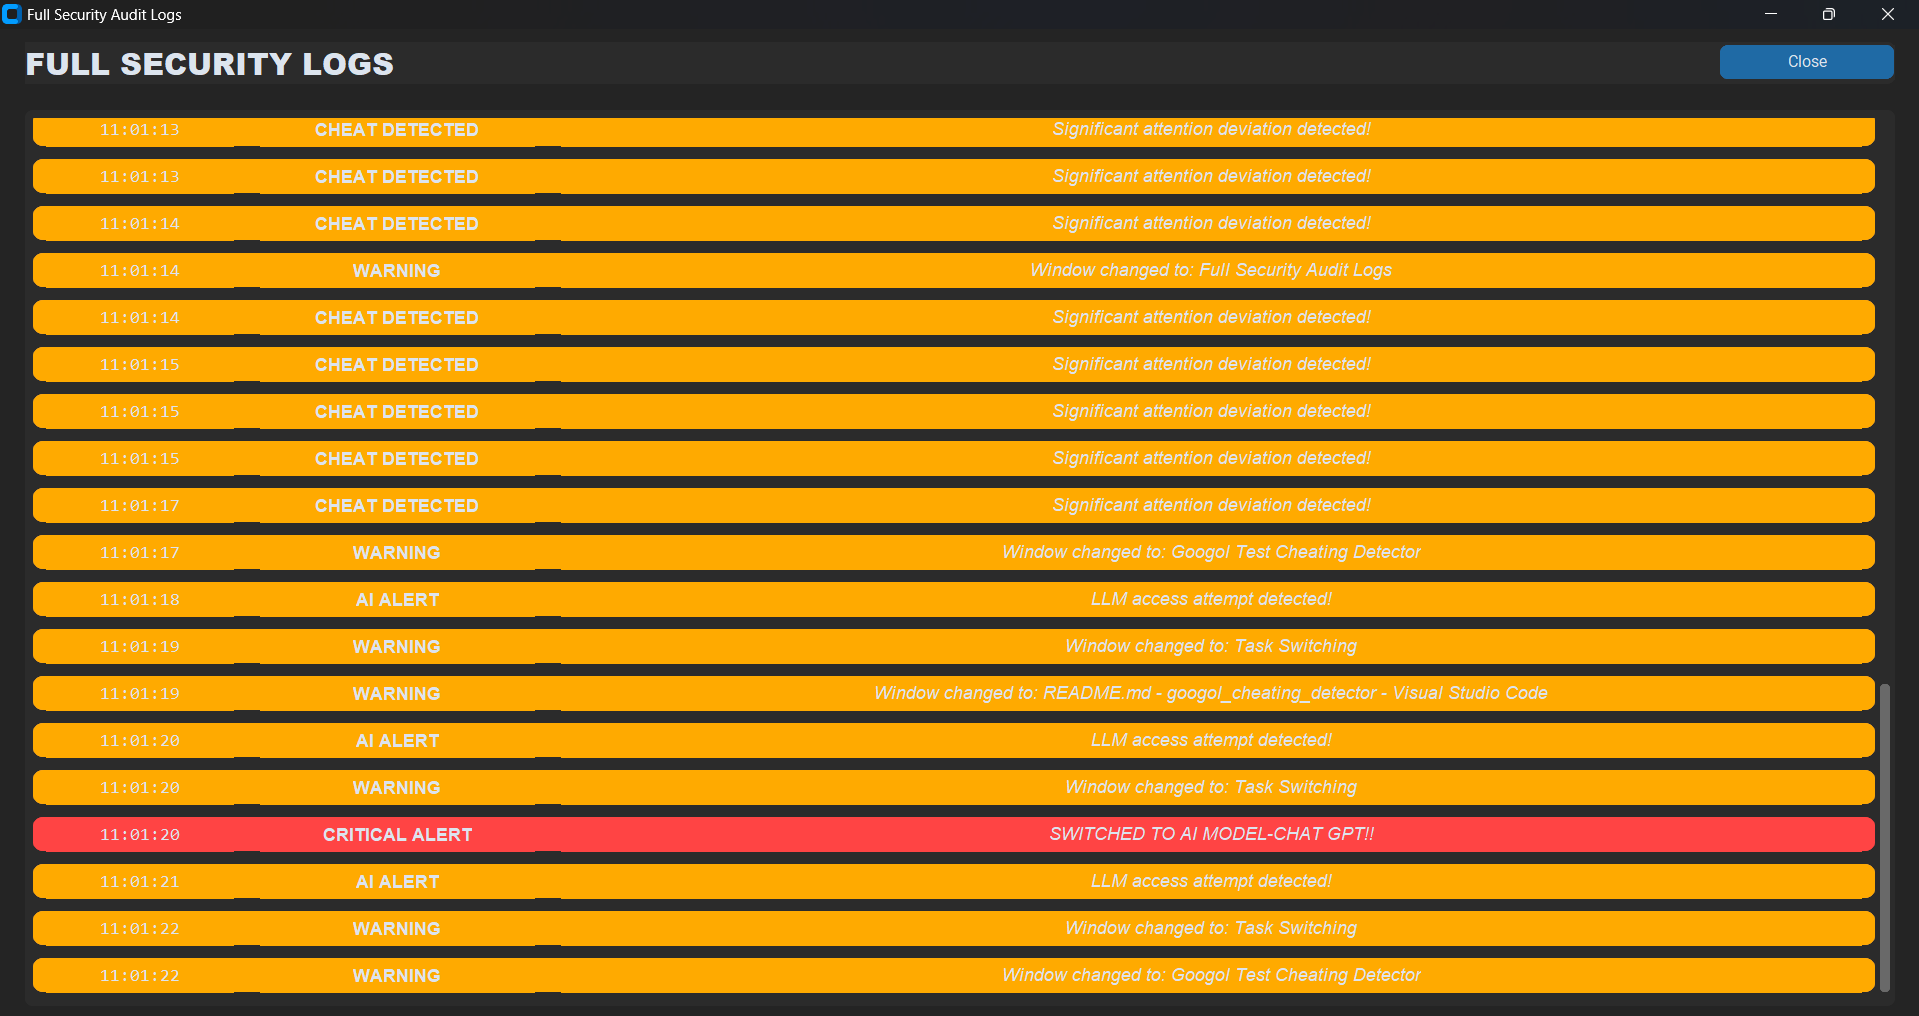 Full Security Audit Logs
FULL SECURITY LOGS
Close
11:01:13 CHEAT DETECTED Significant attention deviation detected!
11:01:13 CHEAT DETECTED Significant attention deviation detected!
11:01:14 CHEAT DETECTED Significant attention deviation detected!
11:01:14 WARNING Window changed to: Full Security Audit Logs
11:01:14 CHEAT DETECTED Significant attention deviation detected!
11:01:15 CHEAT DETECTED Significant attention deviation detected!
11:01:15 CHEAT DETECTED Significant attention deviation detected!
11:01:15 CHEAT DETECTED Significant attention deviation detected!
11:01:17 CHEAT DETECTED Significant attention deviation detected!
11:01:17 WARNING Window changed to: Googol Test Cheating Detector
11:01:18 AI ALERT LLM access attempt detected!
11:01:19 WARNING Window changed to: Task Switching
11:01:19 WARNING Window changed to: README.md - googol_cheating_detector - Visual Studio Code
11:01:20 AI ALERT LLM access attempt detected!
11:01:20 WARNING Window changed to: Task Switching
11:01:20 CRITICAL ALERT SWITCHED TO AI MODEL-CHAT GPT!!
11:01:21 AI ALERT LLM access attempt detected!
11:01:22 WARNING Window changed to: Task Switching
11:01:22 WARNING Window changed to: Googol Test Cheating Detector